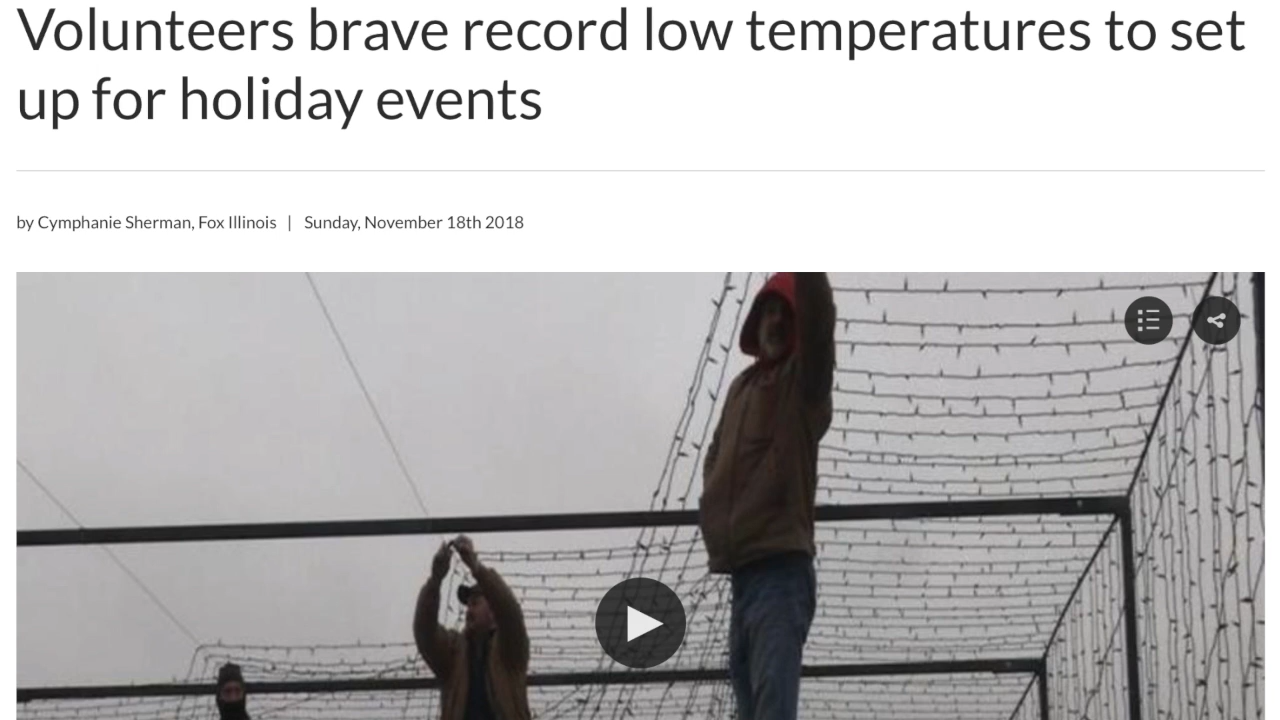 Volunteers brave record low temperatures to set
up for holiday events
by Cymphanie Sherman, Fox Illinois | Sunday, November 18th 2018